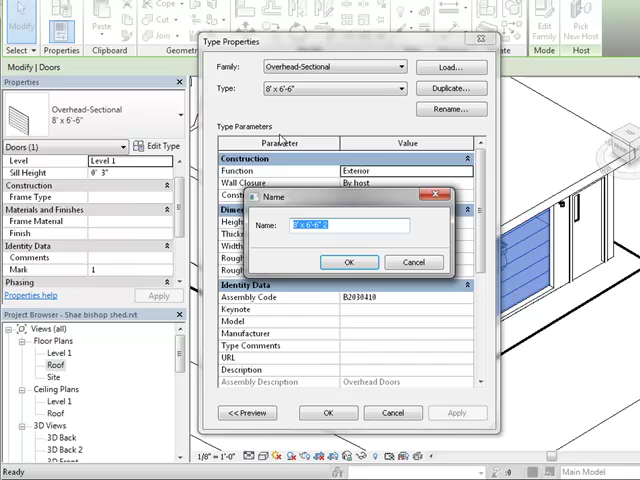 Modify
Paste
Cope
Cut
Join
Edit
Family
Pick
New Host
Select
Properties
Clipboard
Geometry
Mode
Host
Modify | Doors
Properties
Overhead-Sectional
8' x 6'-6"
Doors (1)
Edit Type
Level
Level 1
Sill Height
0' 3"
Construction
Frame Type
Materials and Finishes
Frame Material
Finish
Identity Data
Comments
Mark
1
Phasing
Properties help
Apply
Project Browser - Shae bishop shed.rvt
Views (all)
Floor Plans
Level 1
Roof
Site
Ceiling Plans
Level 1
Roof
3D Views
3D Back
3D Back 2
3D Front
Ready
Type Properties
Family:
Overhead-Sectional
Load...
Type:
8' x 6'-6"
Duplicate...
Rename...
Type Parameters
Parameter
Value
Construction
Function
Exterior
Wall Closure
By host
Name
Name:
8' x 6'-6" 2
OK
Cancel
Identity Data
Assembly Code
B2030410
Keynote
Model
Manufacturer
Type Comments
URL
Description
Assembly Description
Overhead Doors
<< Preview
OK
Cancel
Apply
1/8" = 1'-0"
:0
Main Model